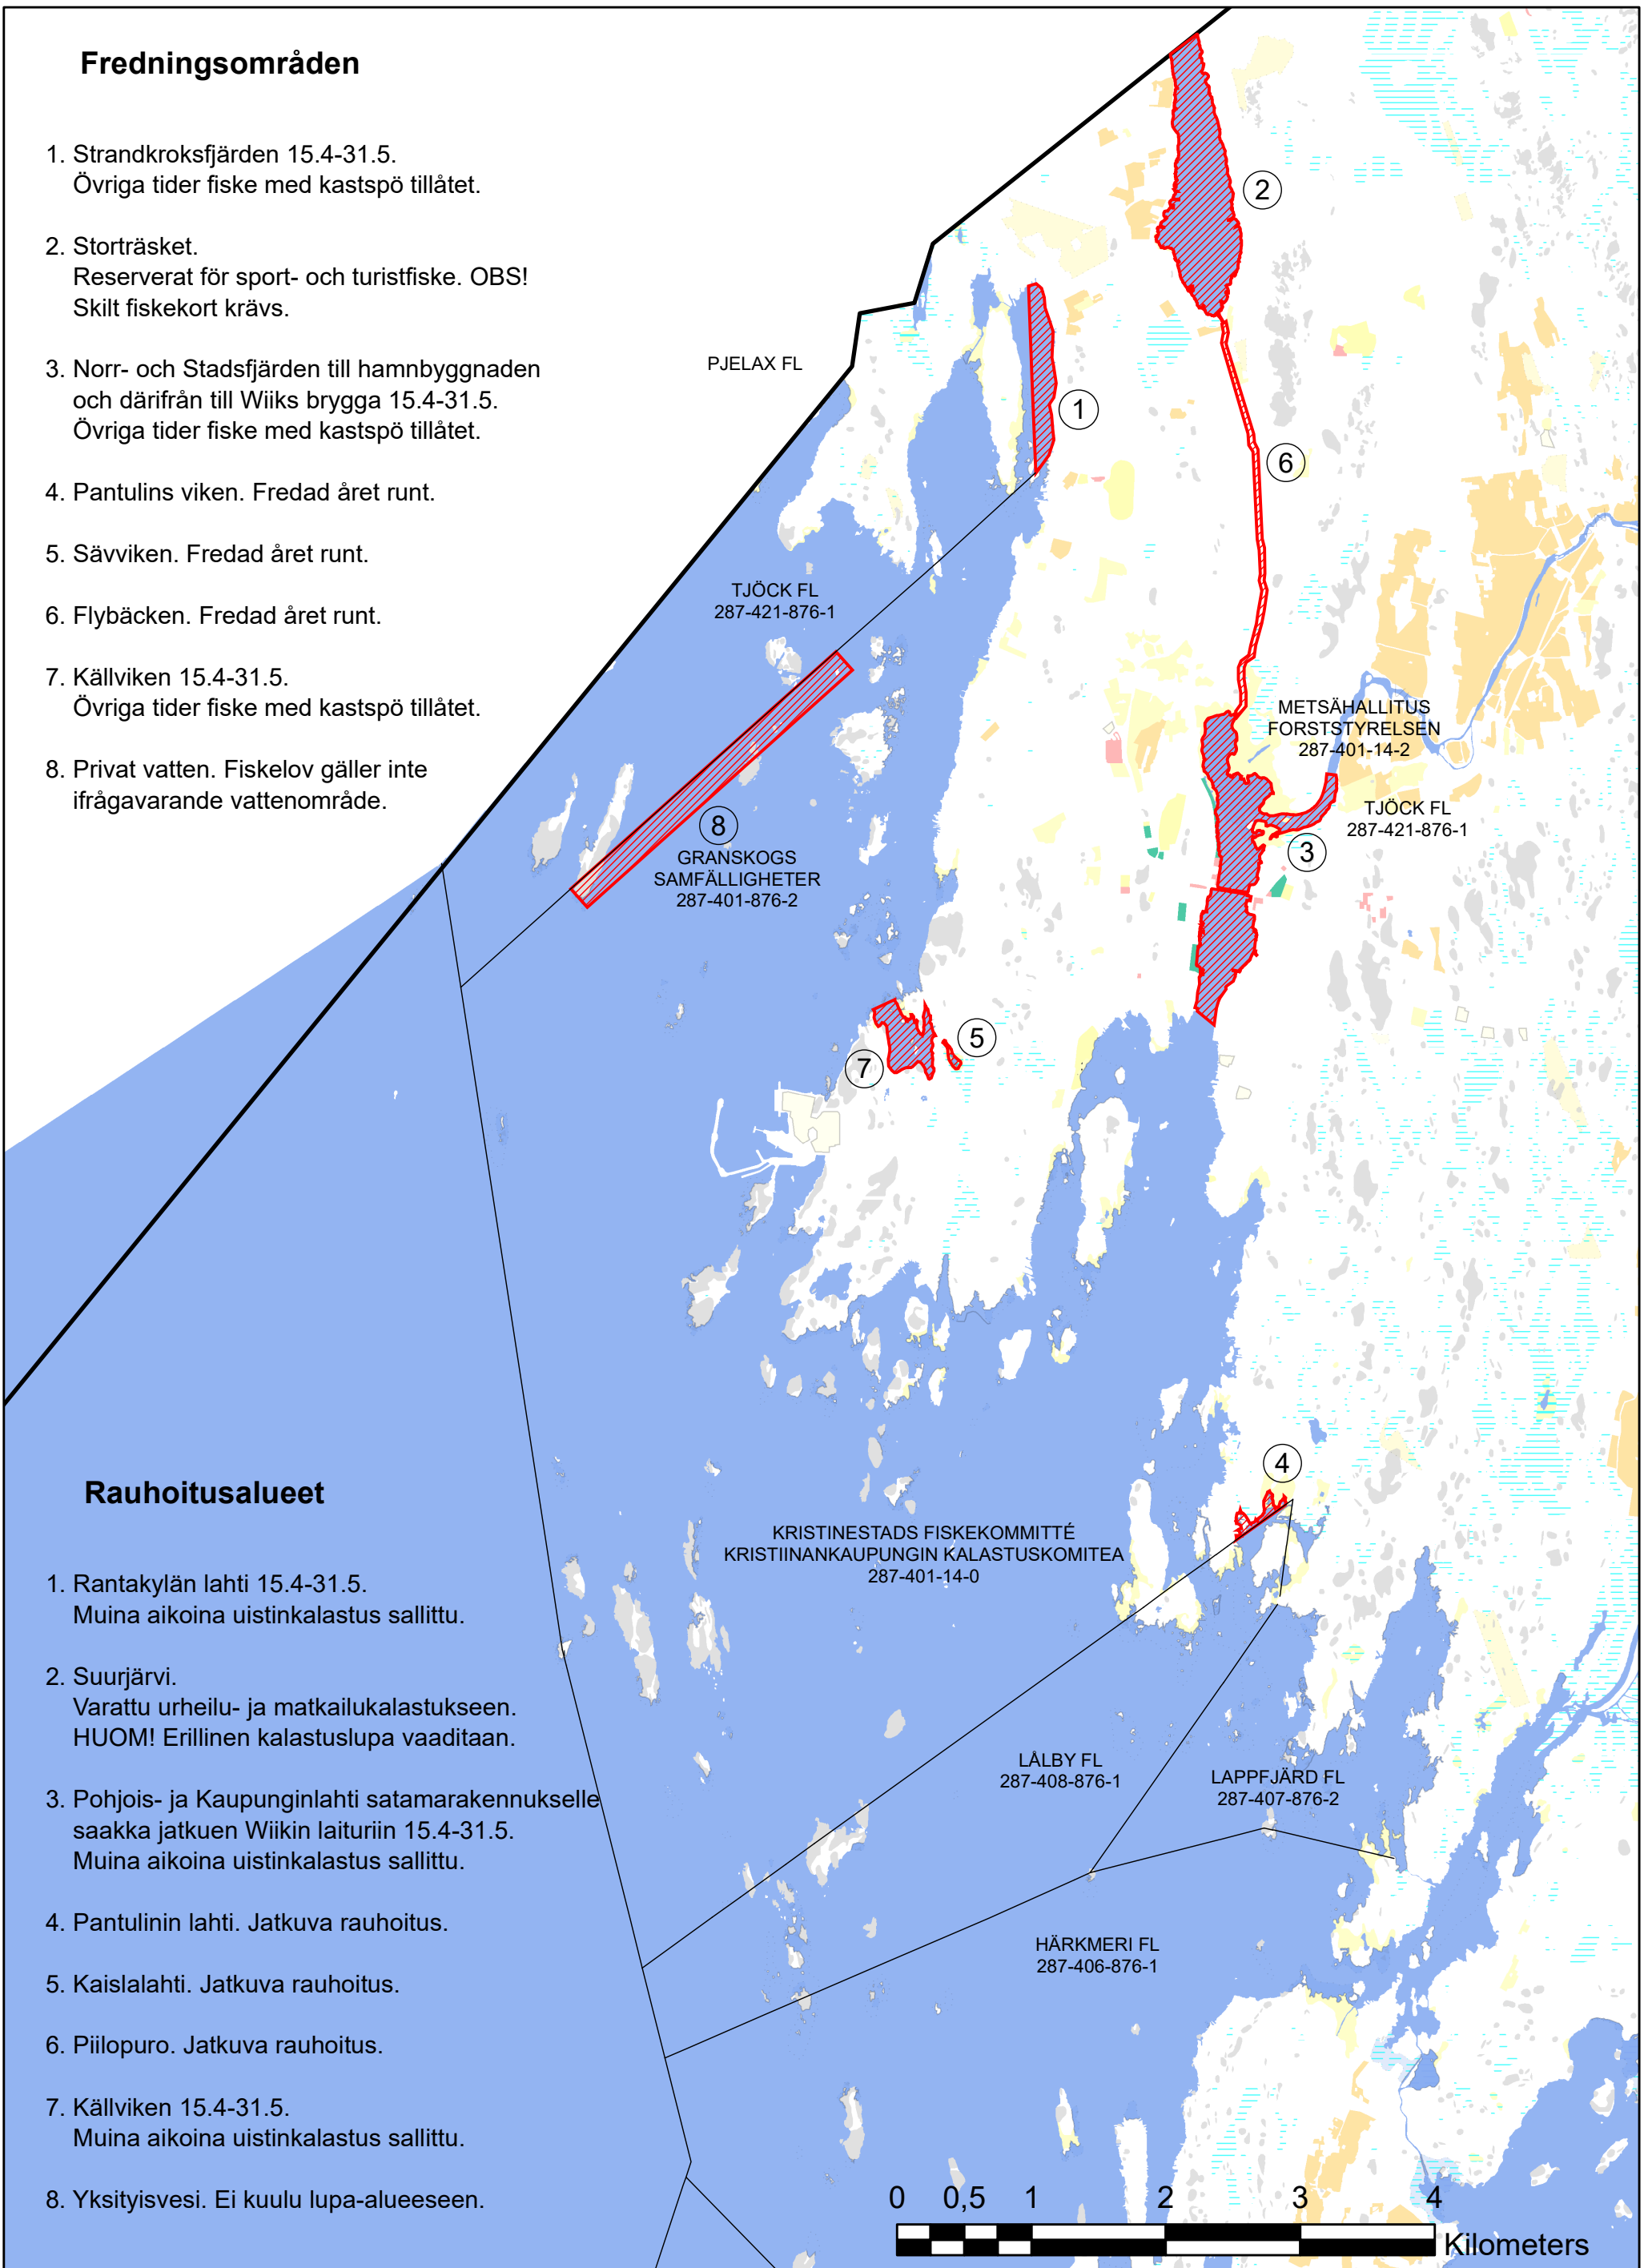 Fredningsområden
1. Strandkroksfjärden 15.4-31.5.
Övriga tider fiske med kastspö tillåtet.
2. Storträsket.
Reserverat för sport- och turistfiske. OBS!
Skilt fiskekort krävs.
3. Norr- och Stadsfjärden till hamnbyggnaden
och därifrån till Wiiks brygga 15.4-31.5.
Övriga tider fiske med kastspö tillåtet.
4. Pantulins viken. Fredad året runt.
5. Sävviken. Fredad året runt.
6. Flybäcken. Fredad året runt.
7. Källviken 15.4-31.5.
Övriga tider fiske med kastspö tillåtet.
8. Privat vatten. Fiskelov gäller inte
ifrågavarande vattenområde.
2
PJELAX FL
1
6
TJÖCK FL
287-421-876-1
METSÄHALLITUS
FORSTSTYRELSEN
287-401-14-2
TJÖCK FL
287-421-876-1
8
GRANSKOGS
SAMFÄLLIGHETER
287-401-876-2
3
5
7
4
KRISTINESTADS FISKEKOMMITTÉ
KRISTIINANKAUPUNGIN KALASTUSKOMITEA
287-401-14-0
LÅLBY FL
287-408-876-1
LAPPFJÄRD FL
287-407-876-2
HÄRKMERI FL
287-406-876-1
Rauhoitusalueet
1. Rantakylän lahti 15.4-31.5.
Muina aikoina uistinkalastus sallittu.
2. Suurjärvi.
Varattu urheilu- ja matkailukalastukseen.
HUOM! Erillinen kalastuslupa vaaditaan.
3. Pohjois- ja Kaupunginlahti satamarakennukselle
saakka jatkuen Wiikin laituriin 15.4-31.5.
Muina aikoina uistinkalastus sallittu.
4. Pantulinin lahti. Jatkuva rauhoitus.
5. Kaislalahti. Jatkuva rauhoitus.
6. Piilopuro. Jatkuva rauhoitus.
7. Källviken 15.4-31.5.
Muina aikoina uistinkalastus sallittu.
8. Yksityisvesi. Ei kuulu lupa-alueeseen.
0 0,5 1 2 3 4
Kilometers